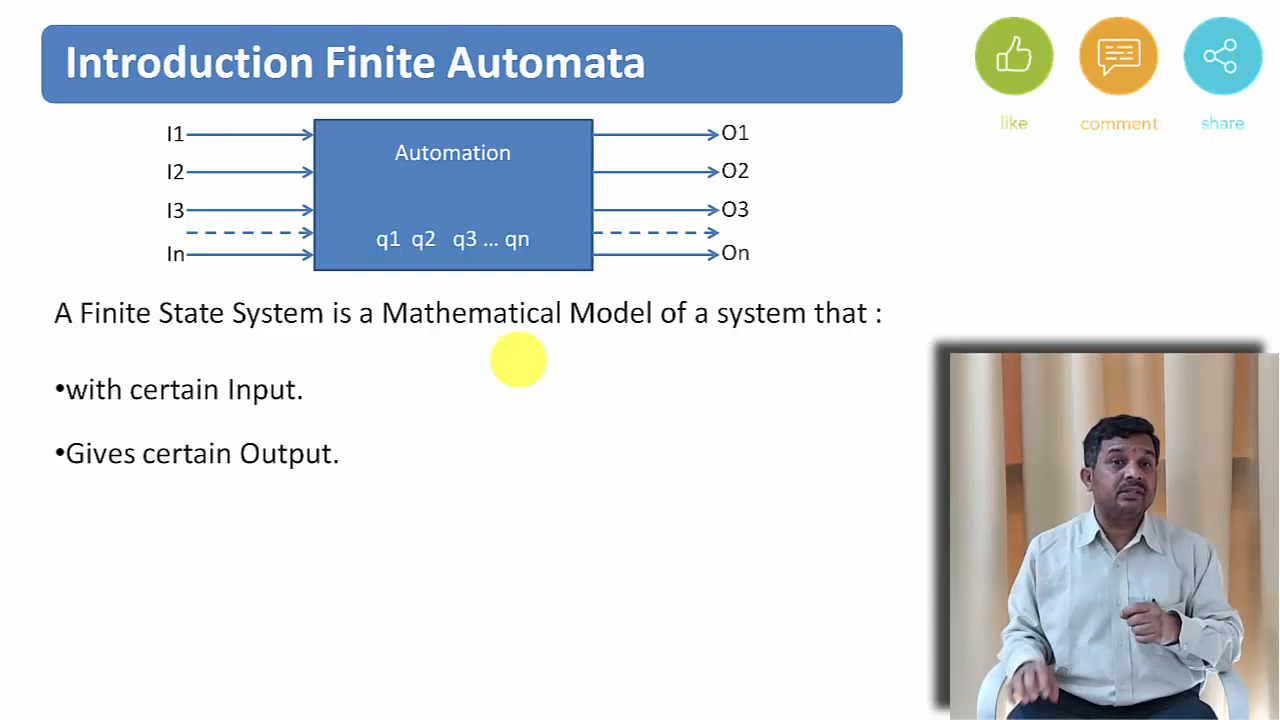 Introduction Finite Automata
like
comment
share
I1
I2
I3
In
Automation
q1 q2 q3 ... qn
O1
O2
O3
On
A Finite State System is a Mathematical Model of a system that :
•with certain Input.
•Gives certain Output.